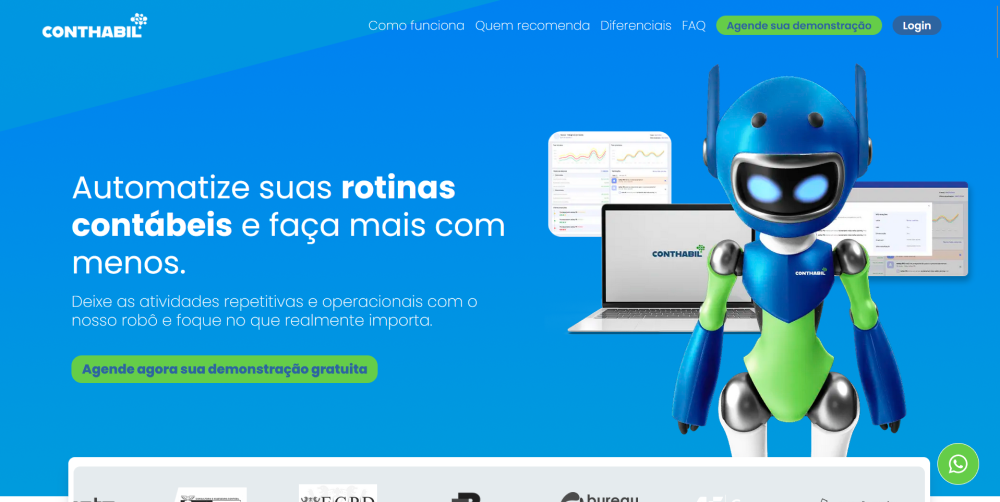 CONTHABIL
Como funciona Quem recomenda Diferenciais FAQ Agende sua demonstração Login
Automatize suas rotinas
contábeis e faça mais com
menos.
Deixe as atividades repetitivas e operacionais com o
nosso robô e foque no que realmente importa.
Agende agora sua demonstração gratuita
CONTHABIL
CONTHABIL
bureau